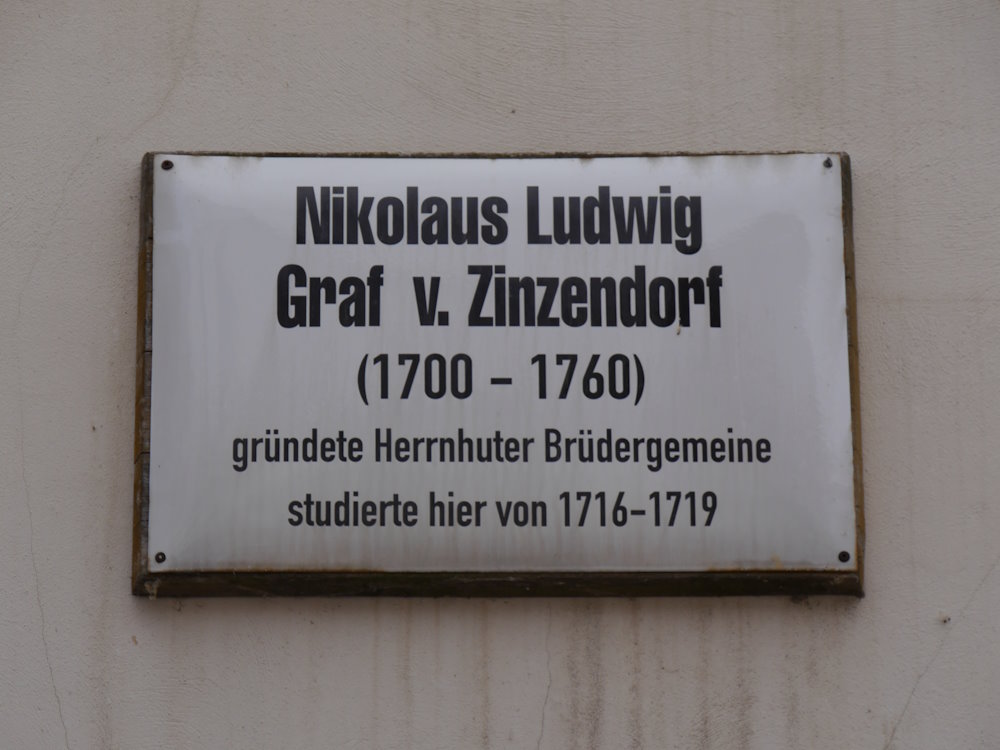 Nikolaus Ludwig
Graf v. Zinzendorf
(1700 - 1760)
gründete Herrnhuter Brüdergemeine
studierte hier von 1716-1719